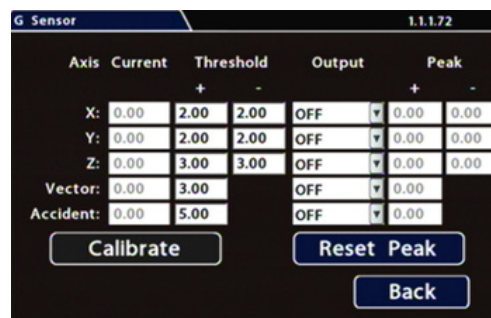 G Sensor 1.1.1.72
Axis Current Threshold Output Peak
+ - + -
X: 0.00 2.00 2.00 OFF 0.00 0.00
Y: 0.00 2.00 2.00 OFF 0.00 0.00
Z: 0.00 3.00 3.00 OFF 0.00 0.00
Vector: 0.00 3.00 OFF 0.00
Accident: 0.00 5.00 OFF 0.00
Calibrate Reset Peak
Back